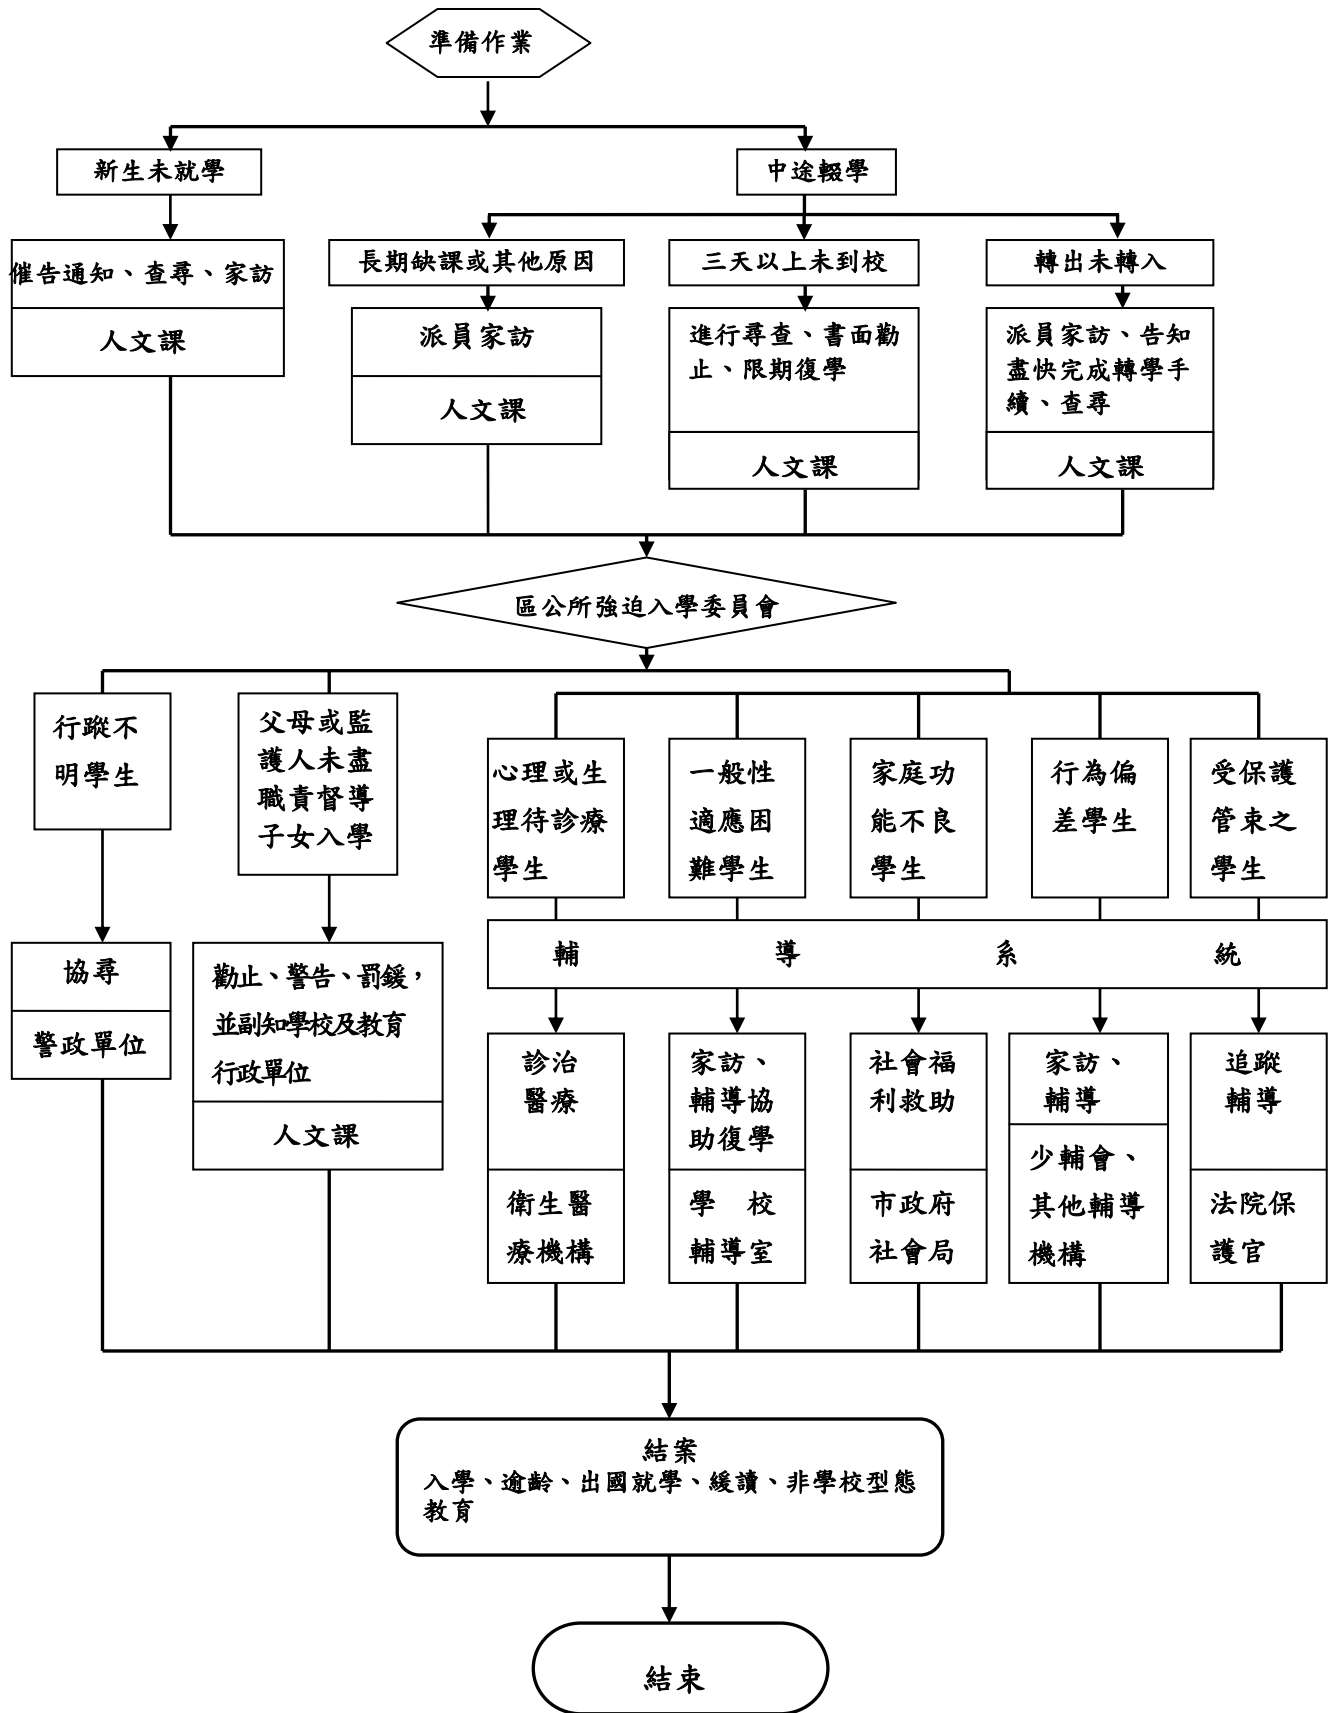 準備作業
新生未就學
中途輟學
催告通知、查尋、家訪
人文課
長期缺課或其他原因
派員家訪
人文課
三天以上未到校
進行尋查、書面勸
止、限期復學
人文課
轉出未轉入
派員家訪、告知
盡快完成轉學手
續、查尋
人文課
區公所強迫入學委員會
行蹤不
明學生
父母或監
護人未盡
職責督導
子女入學
心理或生
理待診療
學生
一般性
適應困
難學生
家庭功
能不良
學生
行為偏
差學生
受保護
管束之
學生
輔 導 系 統
協尋
警政單位
勸止、警告、罰鍰，
並副知學校及教育
行政單位
人文課
診治
醫療
衛生醫
療機構
家訪、
輔導協
助復學
學 校
輔導室
社會福
利救助
市政府
社會局
家訪、
輔導
少輔會、
其他輔導
機構
追蹤
輔導
法院保
護官
結案
入學、逾齡、出國就學、緩讀、非學校型態
教育
結束